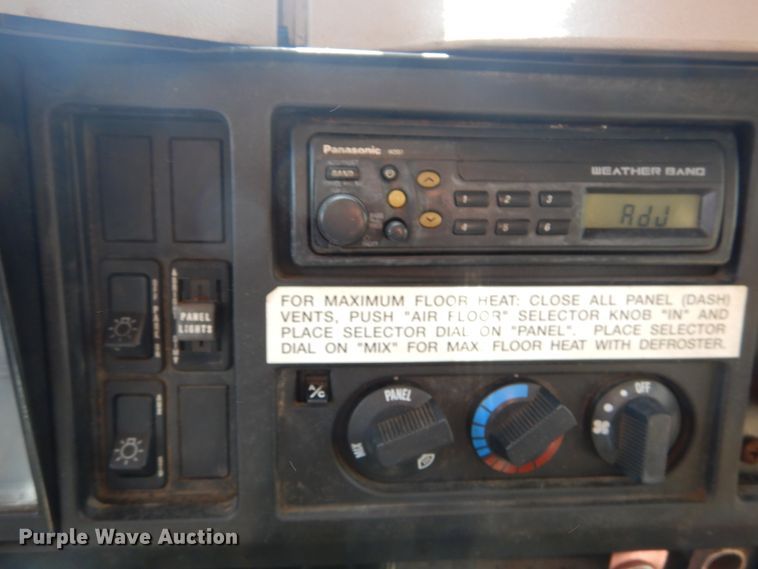 Panasonic
WEATHER BAND
BAND
1 2 3
4 5 6
AdJ
PANEL
LIGHTS
FOR MAXIMUM FLOOR HEAT: CLOSE ALL PANEL (DASH)
VENTS, PUSH "AIR FLOOR" SELECTOR KNOB "IN" AND
PLACE SELECTOR DIAL ON "PANEL". PLACE SELECTOR
DIAL ON "MIX" FOR MAX. FLOOR HEAT WITH DEFROSTER.
A/C
PANEL
MIX
OFF
Purple Wave Auction